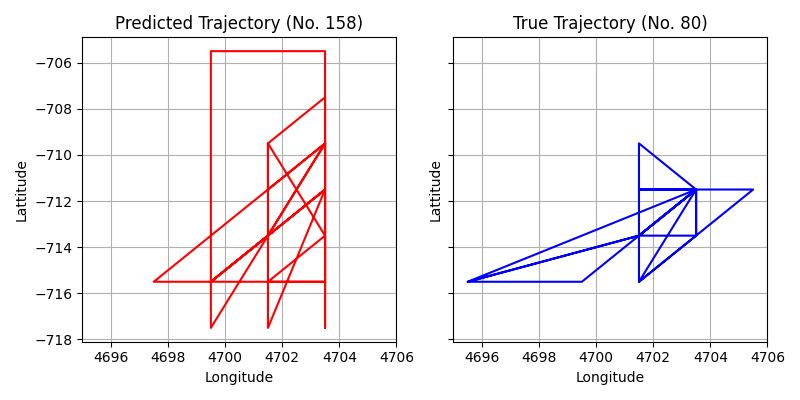 Predicted Trajectory (No. 158)
True Trajectory (No. 80)
Lattitude
−706
−708
−710
−712
−714
−716
−718
4696 4698 4700 4702 4704 4706
Longitude
Lattitude
4696 4698 4700 4702 4704 4706
Longitude